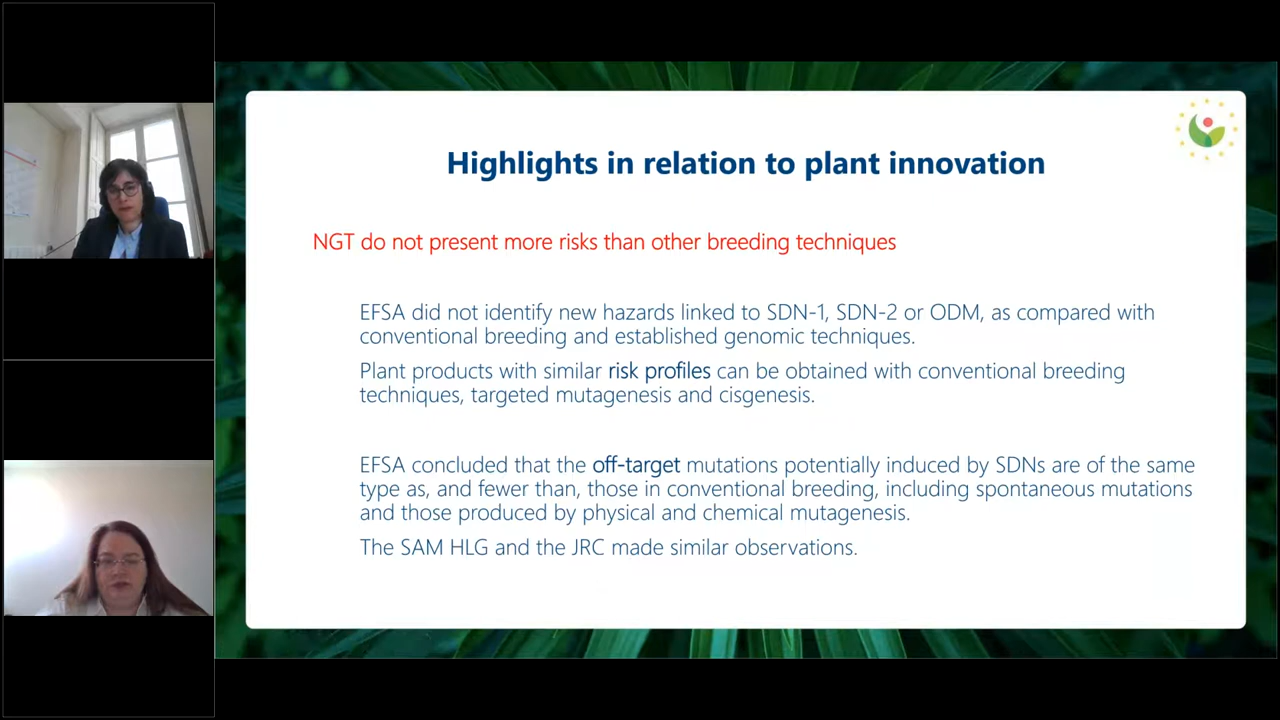 Highlights in relation to plant innovation
NGT do not present more risks than other breeding techniques
EFSA did not identify new hazards linked to SDN-1, SDN-2 or ODM, as compared with
conventional breeding and established genomic techniques.
Plant products with similar risk profiles can be obtained with conventional breeding
techniques, targeted mutagenesis and cisgenesis.
EFSA concluded that the off-target mutations potentially induced by SDNs are of the same
type as, and fewer than, those in conventional breeding, including spontaneous mutations
and those produced by physical and chemical mutagenesis.
The SAM HLG and the JRC made similar observations.